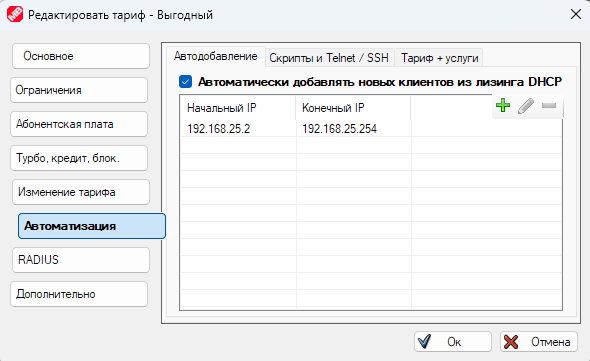 Редактировать тариф - Выгодный
Основное
Ограничения
Абонентская плата
Турбо, кредит, блок.
Изменение тарифа
Автоматизация
RADIUS
Дополнительно
Автодобавление
Скрипты и Telnet / SSH
Тариф + услуги
Автоматически добавлять новых клиентов из лизинга DHCP
Начальный IP
Конечный IP
192.168.25.2
192.168.25.254
Ок
Отмена